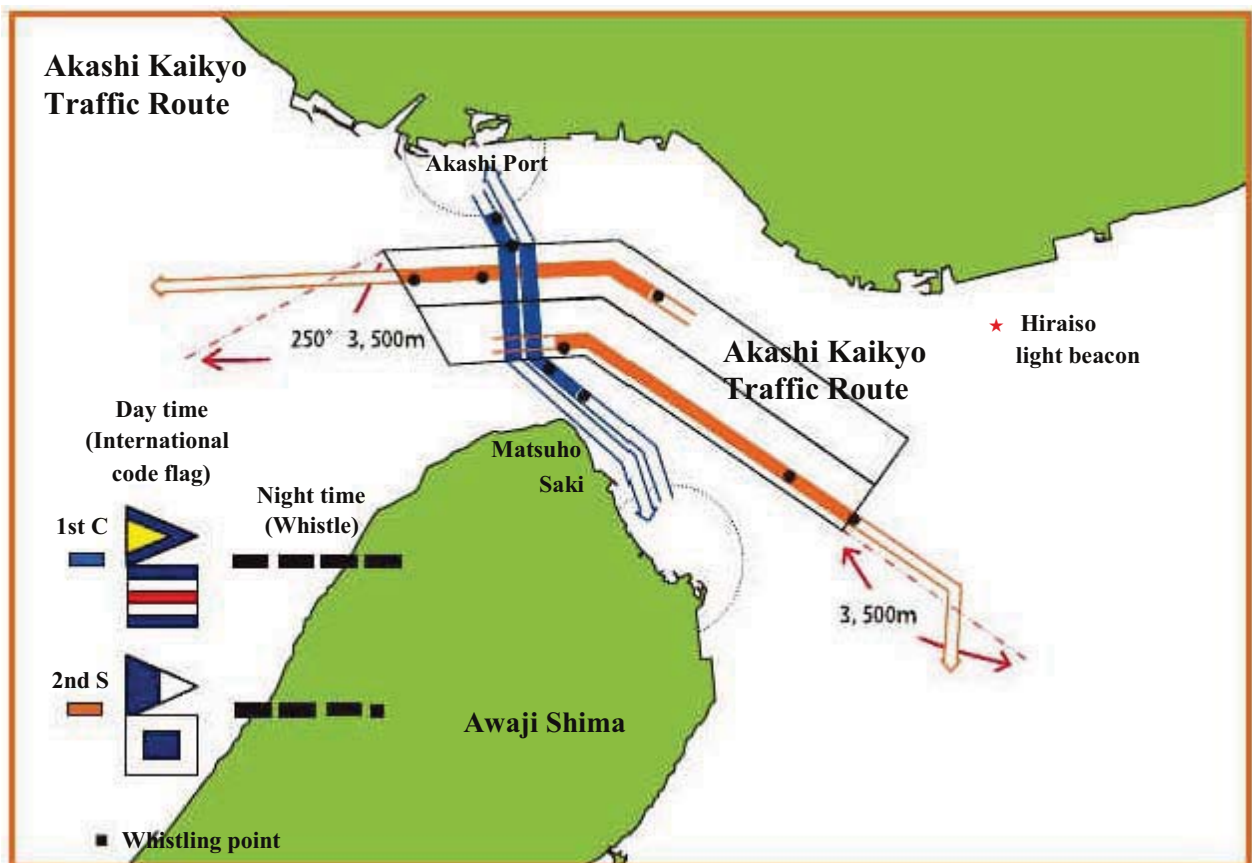 Akashi Kaikyo
Traffic Route
Akashi Port
250° 3, 500m
Hiraiso
light beacon
Akashi Kaikyo
Traffic Route
Day time
(International
code flag)
Matsuho
Saki
Night time
(Whistle)
1st C
3, 500m
2nd S
Awaji Shima
Whistling point